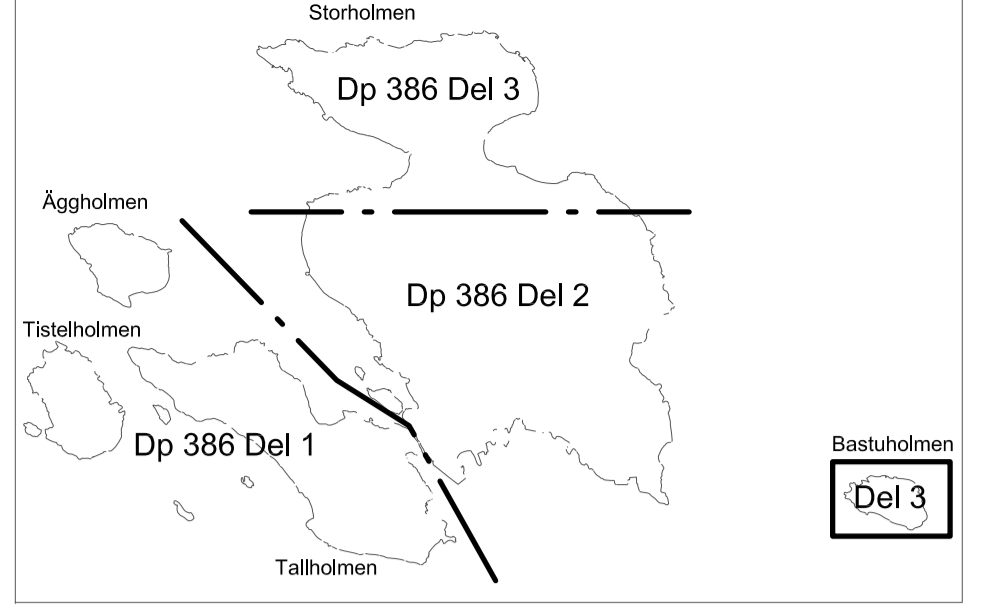 Storholmen
Dp 386 Del 3
Äggholmen
Dp 386 Del 2
Tistelholmen
Dp 386 Del 1
Bastuholmen
Del 3
Tallholmen